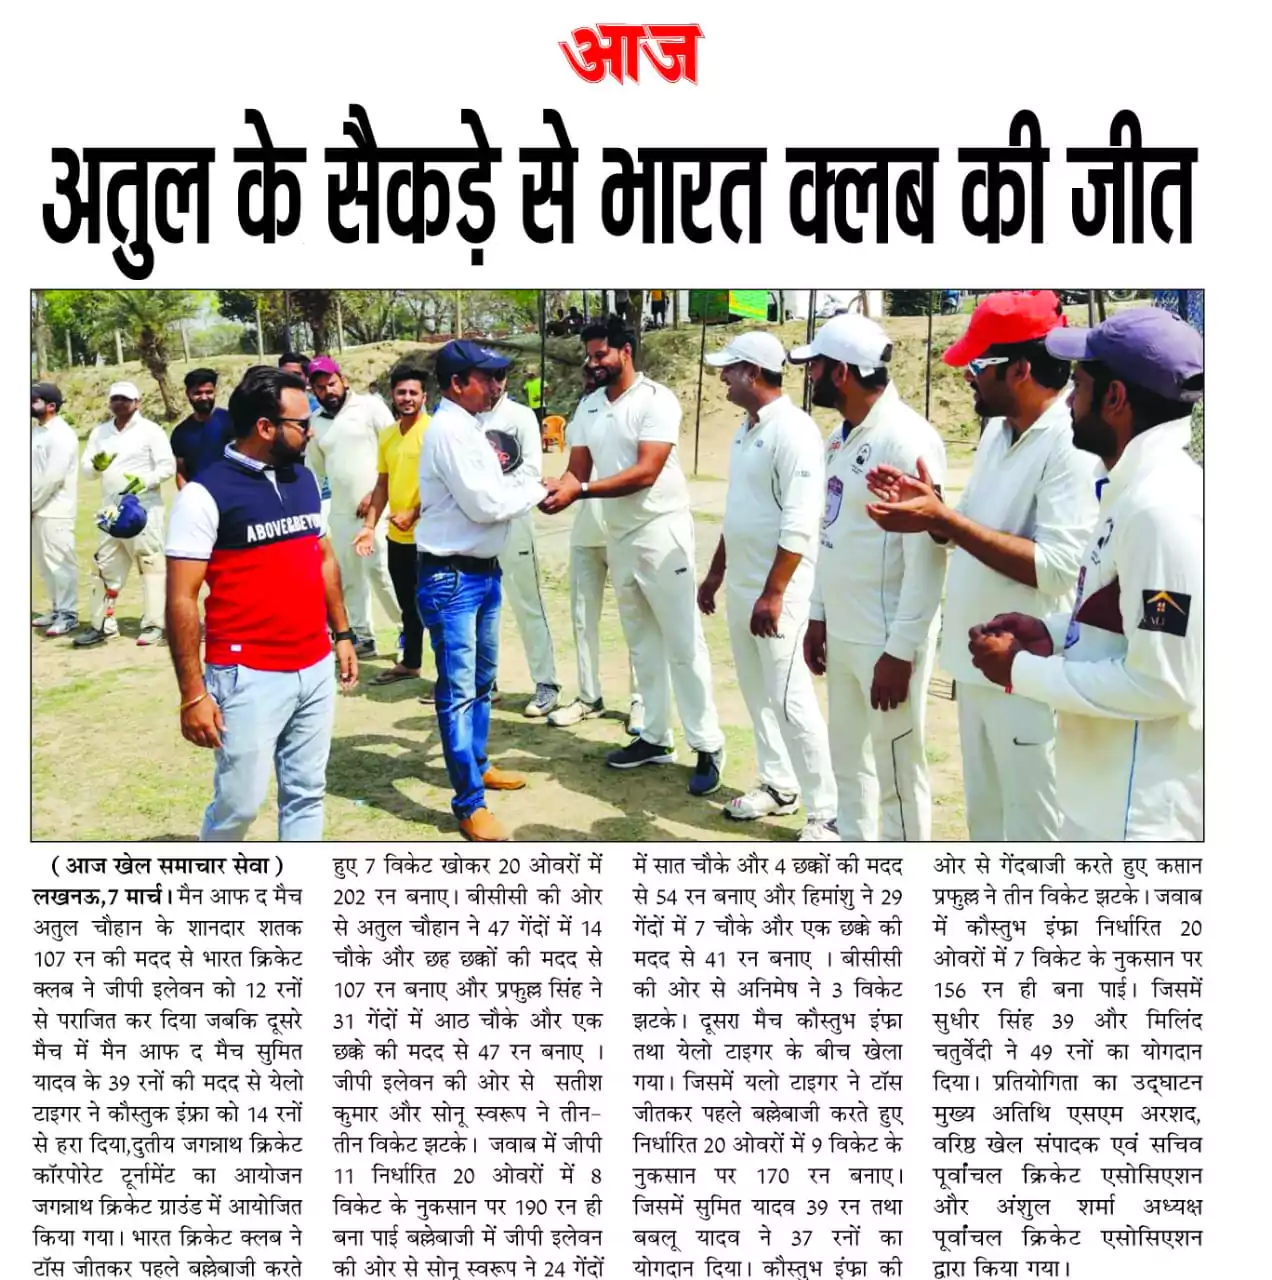 आज
अतुल के सैकड़े से भारत क्लब की जीत
ABOVE&BEYO
( आज खेल समाचार सेवा )
लखनऊ,7 मार्च। मैन आफ द मैच
अतुल चौहान के शानदार शतक
107 रन की मदद से भारत क्रिकेट
क्लब ने जीपी इलेवन को 12 रनों
से पराजित कर दिया जबकि दूसरे
मैच में मैन आफ द मैच सुमित
यादव के 39 रनों की मदद से येलो
टाइगर ने कौस्तुक इंफ्रा को 14 रनों
से हरा दिया,दुतीय जगन्नाथ क्रिकेट
कॉरपोरेट टूर्नामेंट का आयोजन
जगन्नाथ क्रिकेट ग्राउंड में आयोजित
किया गया। भारत क्रिकेट क्लब ने
टॉस जीतकर पहले बल्लेबाजी करते
हुए 7 विकेट खोकर 20 ओवरों में
202 रन बनाए। बीसीसी की ओर
से अतुल चौहान ने 47 गेंदों में 14
चौके और छह छक्कों की मदद से
107 रन बनाए और प्रफुल्ल सिंह ने
31 गेंदों में आठ चौके और एक
छक्के की मदद से 47 रन बनाए ।
जीपी इलेवन की ओर से सतीश
कुमार और सोनू स्वरूप ने तीन-
तीन विकेट झटके। जवाब में जीपी
11 निर्धारित 20 ओवरों में 8
विकेट के नुकसान पर 190 रन ही
बना पाई बल्लेबाजी में जीपी इलेवन
की ओर से सोनू स्वरूप ने 24 गेंदों
में सात चौके और 4 छक्कों की मदद
से 54 रन बनाए और हिमांशु ने 29
गेंदों में 7 चौके और एक छक्के की
मदद से 41 रन बनाए । बीसीसी
की ओर से अनिमेष ने 3 विकेट
झटके। दूसरा मैच कौस्तुभ इंफ्रा
तथा येलो टाइगर के बीच खेला
गया। जिसमें यलो टाइगर ने टॉस
जीतकर पहले बल्लेबाजी करते हुए
निर्धारित 20 ओवरों में 9 विकेट के
नुकसान पर 170 रन बनाए।
जिसमें सुमित यादव 39 रन तथा
बबलू यादव ने 37 रनों का
योगदान दिया। कौस्तुभ इंफ्रा की
ओर से गेंदबाजी करते हुए कप्तान
प्रफुल्ल ने तीन विकेट झटके। जवाब
में कौस्तुभ इंफ्रा निर्धारित 20
ओवरों में 7 विकेट के नुकसान पर
156 रन ही बना पाई। जिसमें
सुधीर सिंह 39 और मिलिंद
चतुर्वेदी ने 49 रनों का योगदान
दिया। प्रतियोगिता का उद्घाटन
मुख्य अतिथि एसएम अरशद,
वरिष्ठ खेल संपादक एवं सचिव
पूर्वांचल क्रिकेट एसोसिएशन
और अंशुल शर्मा अध्यक्ष
पूर्वांचल क्रिकेट एसोसिएशन
द्वारा किया गया।